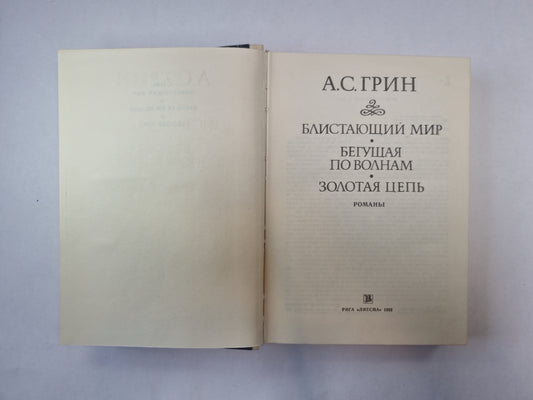 А.С. ГРИН
БЛИСТАЮЩИЙ МИР
•
БЕГУЩАЯ
ПО ВОЛНАМ
•
ЗОЛОТАЯ ЦЕПЬ
РОМАНЫ
РИГА «ЛИЕСМА»